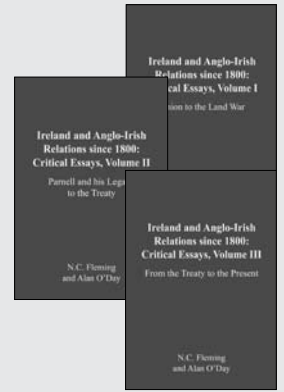 Ireland and Anglo-Irish
Relations since 1800:
Critical Essays, Volume I
Union to the Land War
Ireland and Anglo-Irish
Relations since 1800:
Critical Essays, Volume II
Parnell and his Lega
to the Treaty
N.C. Fleming
and Alan O'Day
Ireland and Anglo-Irish
Relations since 1800:
Critical Essays, Volume III
From the Treaty to the Present
N.C. Fleming
and Alan O'Day